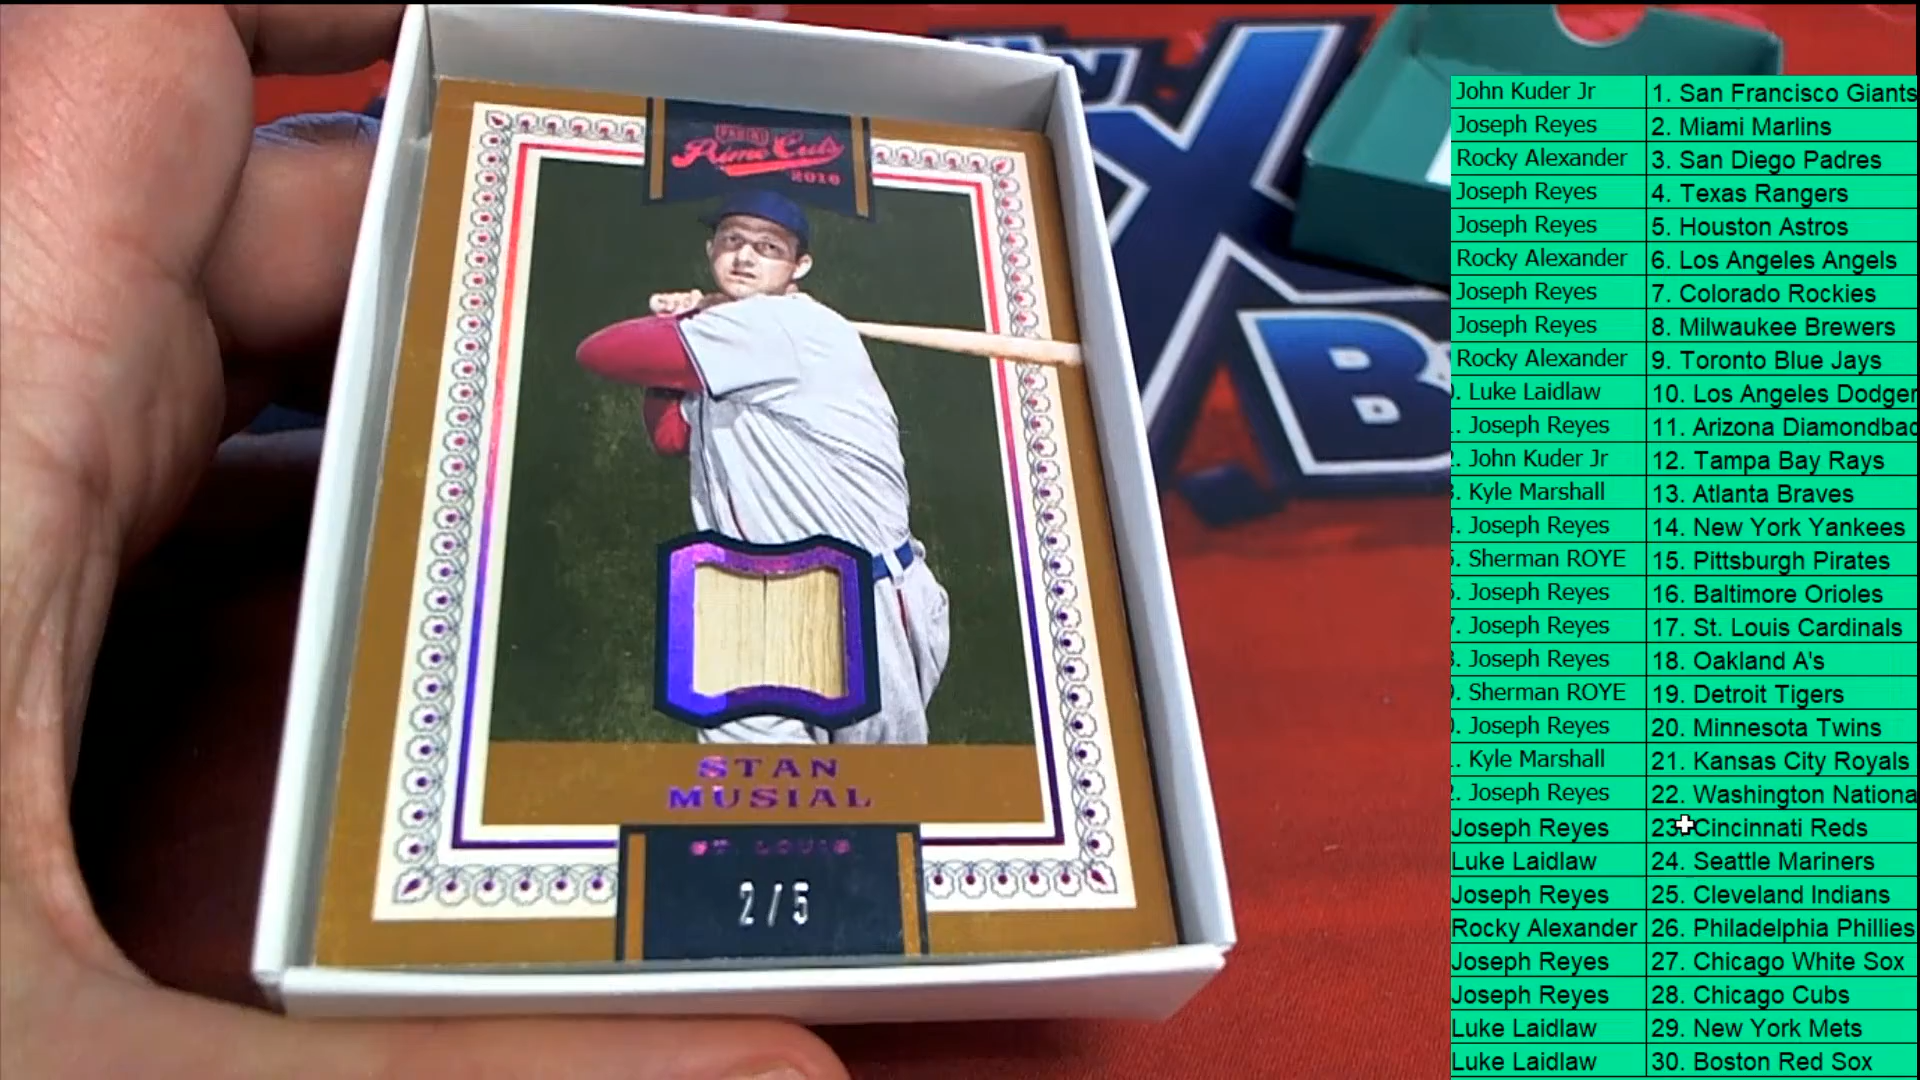 PANINI
Prime Cuts
2016
STAN
MUSIAL
ST. LOUIS
2/5
B
John Kuder Jr 1. San Francisco Giants
Joseph Reyes 2. Miami Marlins
Rocky Alexander 3. San Diego Padres
Joseph Reyes 4. Texas Rangers
Joseph Reyes 5. Houston Astros
Rocky Alexander 6. Los Angeles Angels
Joseph Reyes 7. Colorado Rockies
Joseph Reyes 8. Milwaukee Brewers
Rocky Alexander 9. Toronto Blue Jays
. Luke Laidlaw 10. Los Angeles Dodger
. Joseph Reyes 11. Arizona Diamondbac
. John Kuder Jr 12. Tampa Bay Rays
. Kyle Marshall 13. Atlanta Braves
. Joseph Reyes 14. New York Yankees
. Sherman ROYE 15. Pittsburgh Pirates
. Joseph Reyes 16. Baltimore Orioles
. Joseph Reyes 17. St. Louis Cardinals
. Joseph Reyes 18. Oakland A's
. Sherman ROYE 19. Detroit Tigers
. Joseph Reyes 20. Minnesota Twins
. Kyle Marshall 21. Kansas City Royals
. Joseph Reyes 22. Washington Nationa
Joseph Reyes 23. Cincinnati Reds
Luke Laidlaw 24. Seattle Mariners
Joseph Reyes 25. Cleveland Indians
Rocky Alexander 26. Philadelphia Phillies
Joseph Reyes 27. Chicago White Sox
Joseph Reyes 28. Chicago Cubs
Luke Laidlaw 29. New York Mets
Luke Laidlaw 30. Boston Red Sox